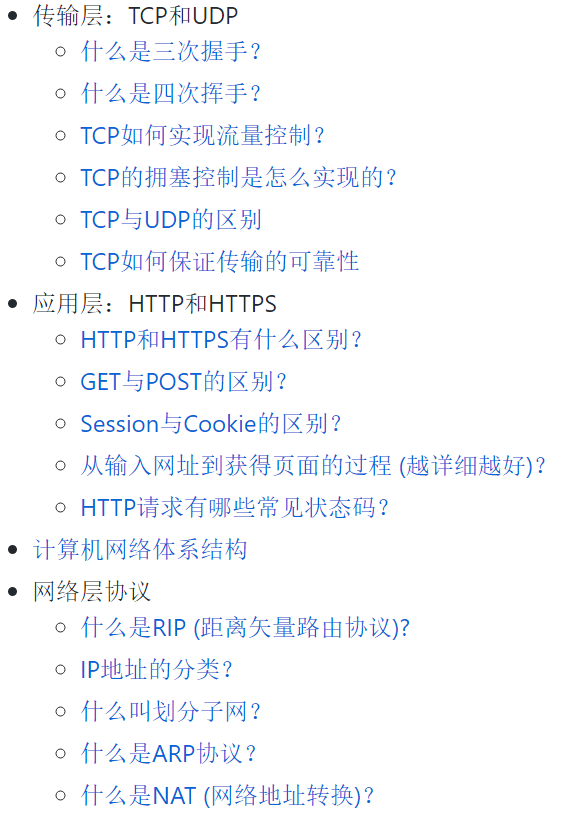 传输层：TCP和UDP
什么是三次握手？
什么是四次挥手？
TCP如何实现流量控制？
TCP的拥塞控制是怎么实现的？
TCP与UDP的区别
TCP如何保证传输的可靠性
应用层：HTTP和HTTPS
HTTP和HTTPS有什么区别？
GET与POST的区别？
Session与Cookie的区别？
从输入网址到获得页面的过程 (越详细越好)？
HTTP请求有哪些常见状态码？
计算机网络体系结构
网络层协议
什么是RIP (距离矢量路由协议)?
IP地址的分类？
什么叫划分子网？
什么是ARP协议？
什么是NAT (网络地址转换)？